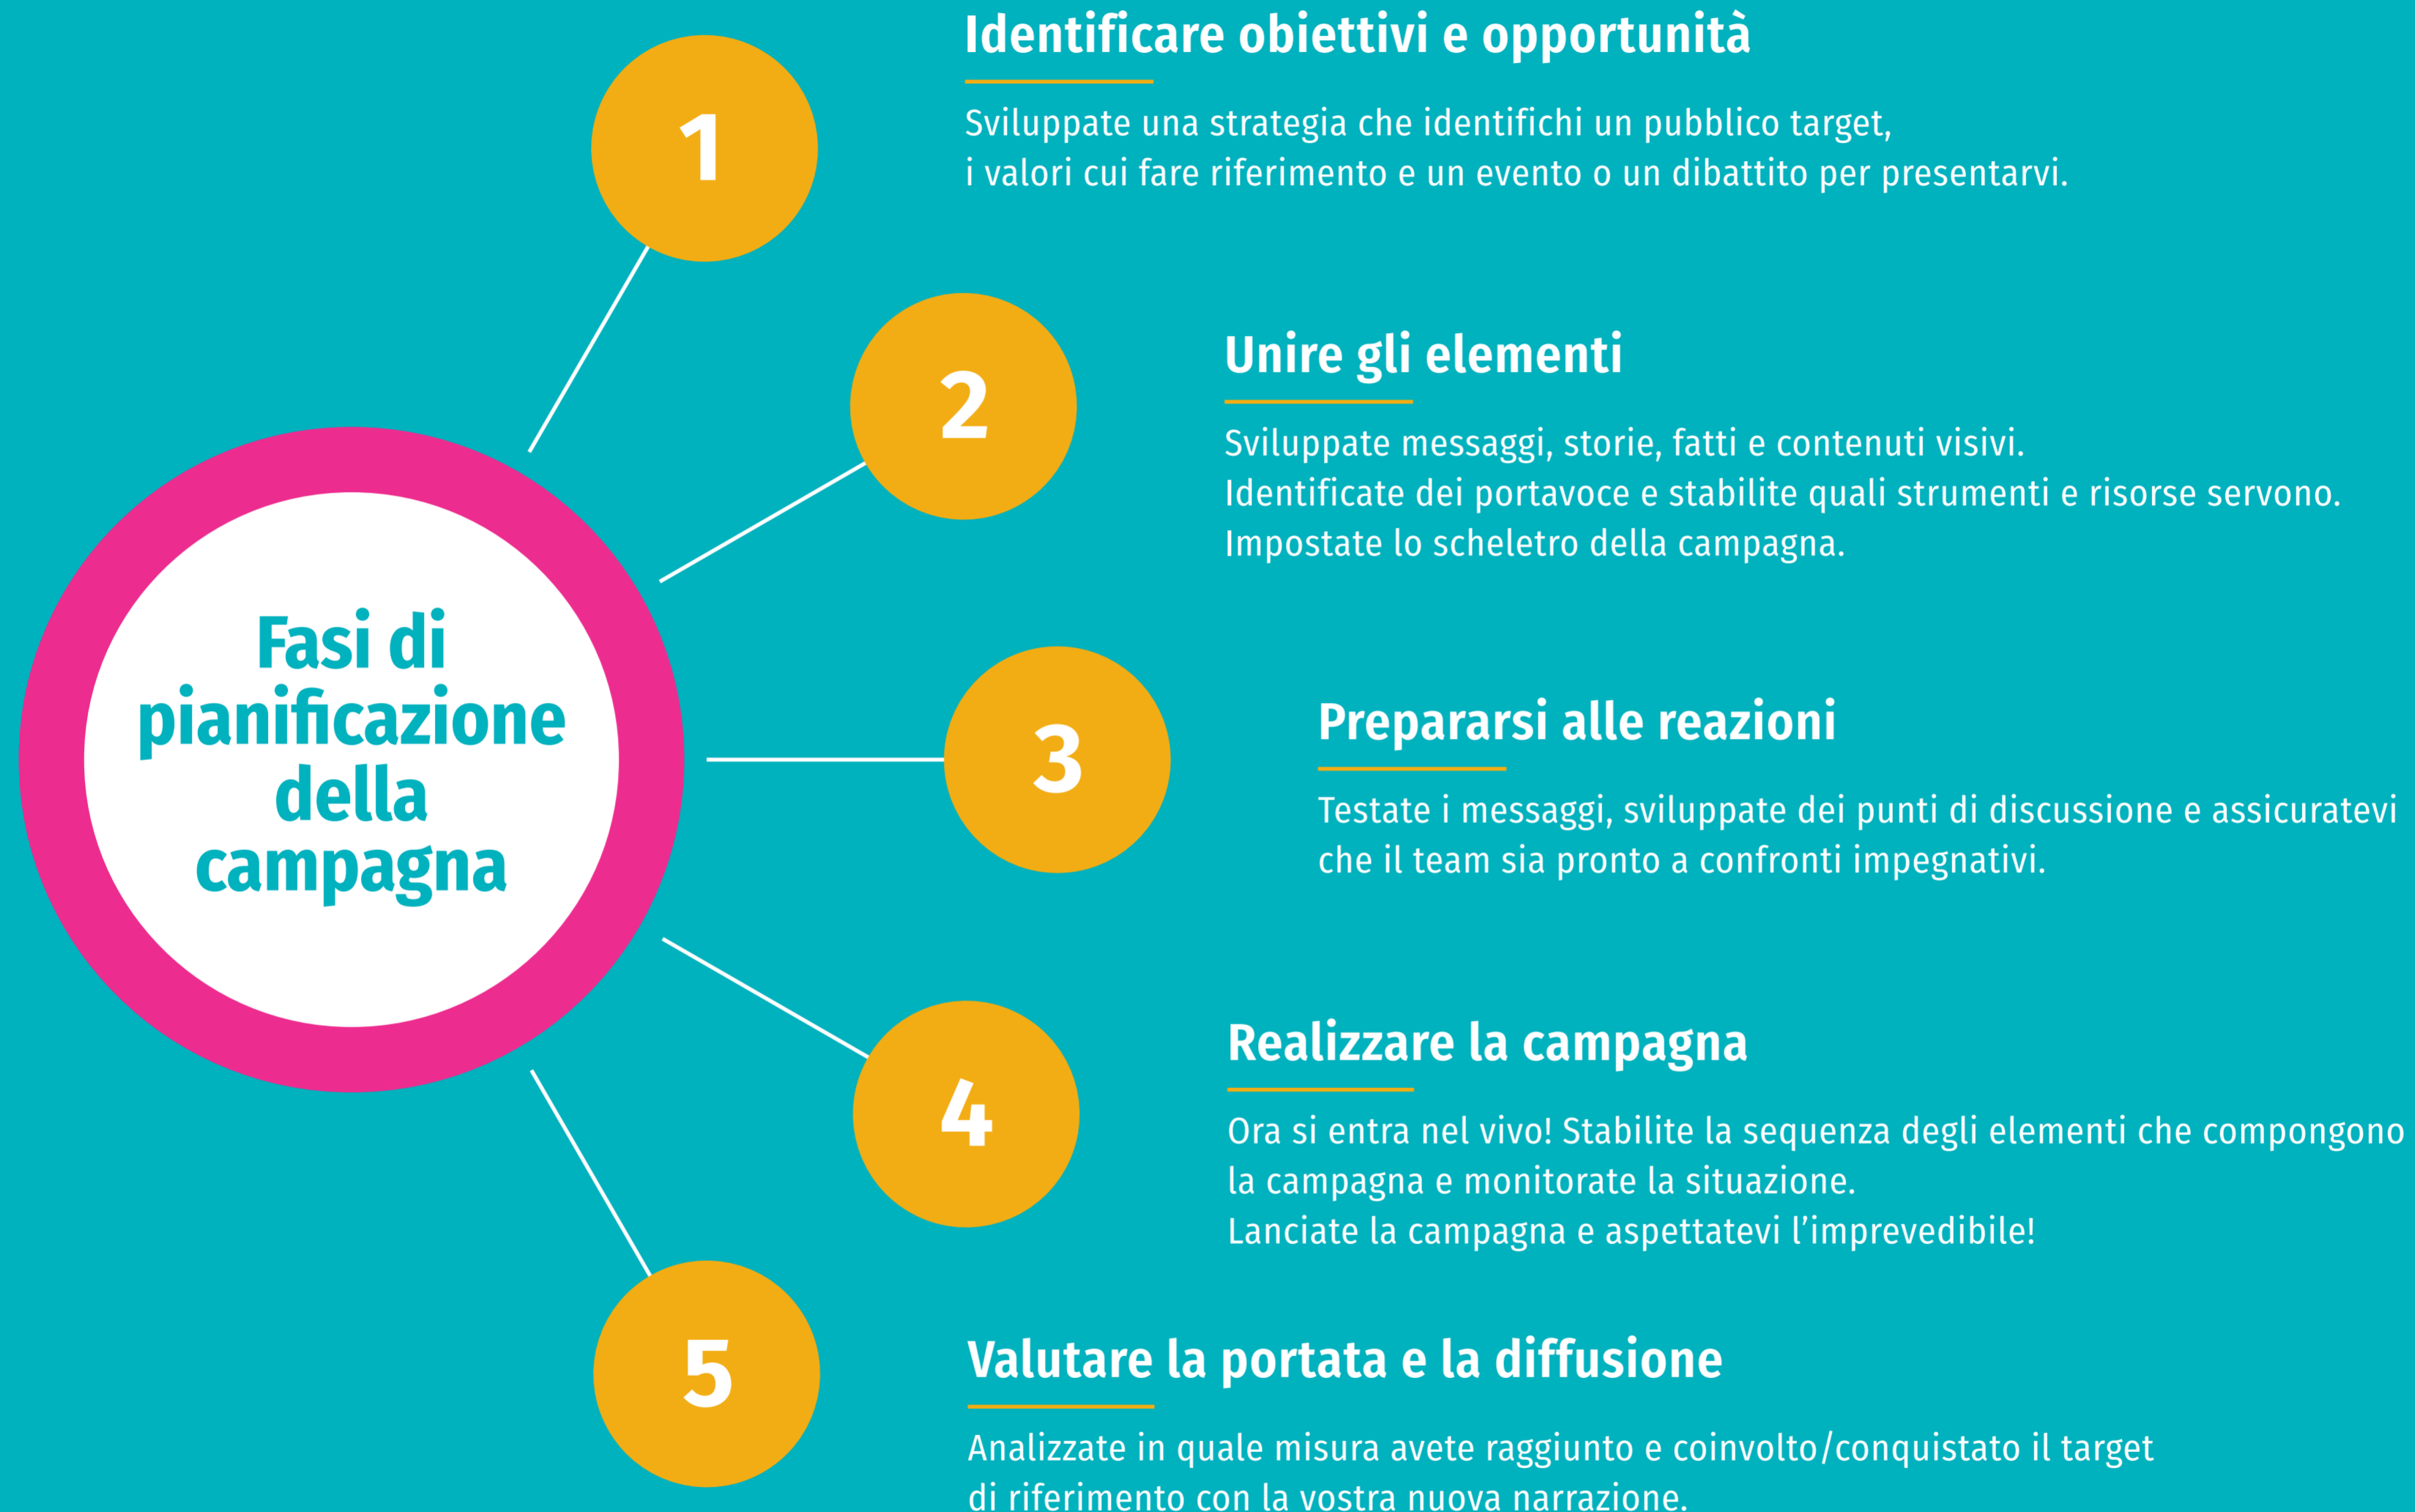 Fasi di
pianificazione
della
campagna
1
Identificare obiettivi e opportunità
Sviluppate una strategia che identifichi un pubblico target,
i valori cui fare riferimento e un evento o un dibattito per presentarvi.
2
Unire gli elementi
Sviluppate messaggi, storie, fatti e contenuti visivi.
Identificate dei portavoce e stabilite quali strumenti e risorse servono.
Impostate lo scheletro della campagna.
3
Prepararsi alle reazioni
Testate i messaggi, sviluppate dei punti di discussione e assicuratevi
che il team sia pronto a confronti impegnativi.
4
Realizzare la campagna
Ora si entra nel vivo! Stabilite la sequenza degli elementi che compongono
la campagna e monitorate la situazione.
Lanciate la campagna e aspettatevi l’imprevedibile!
5
Valutare la portata e la diffusione
Analizzate in quale misura avete raggiunto e coinvolto/conquistato il target
di riferimento con la vostra nuova narrazione.